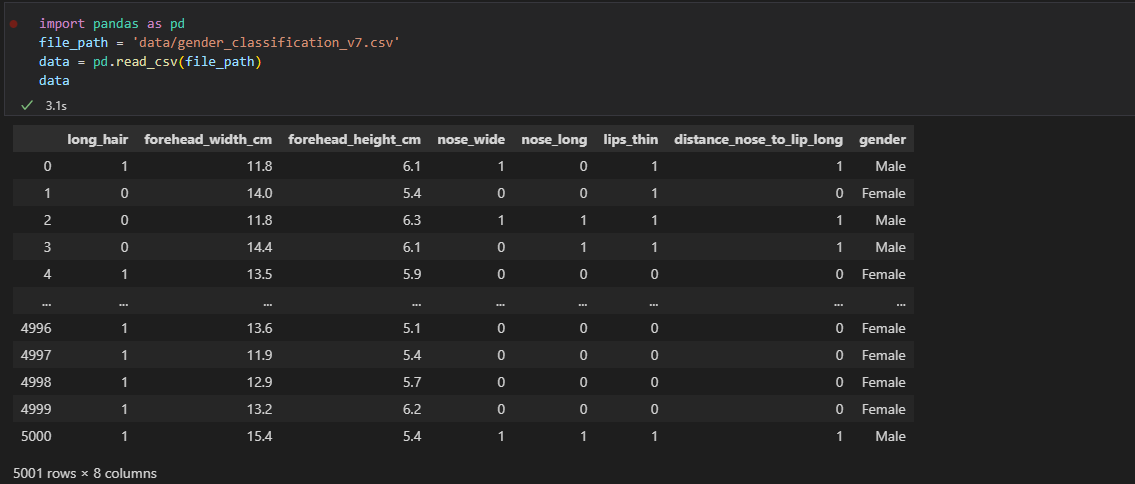 import pandas as pd
file_path = 'data/gender_classification_v7.csv'
data = pd.read_csv(file_path)
data
3.1s
long_hair forehead_width_cm forehead_height_cm nose_wide nose_long lips_thin distance_nose_to_lip_long gender
0 1 11.8 6.1 1 0 1 1 Male
1 0 14.0 5.4 0 0 1 0 Female
2 0 11.8 6.3 1 1 1 1 Male
3 0 14.4 6.1 0 1 1 1 Male
4 1 13.5 5.9 0 0 0 0 Female
... ... ... ... ... ... ... ... ...
4996 1 13.6 5.1 0 0 0 0 Female
4997 1 11.9 5.4 0 0 0 0 Female
4998 1 12.9 5.7 0 0 0 0 Female
4999 1 13.2 6.2 0 0 0 0 Female
5000 1 15.4 5.4 1 1 1 1 Male
5001 rows × 8 columns